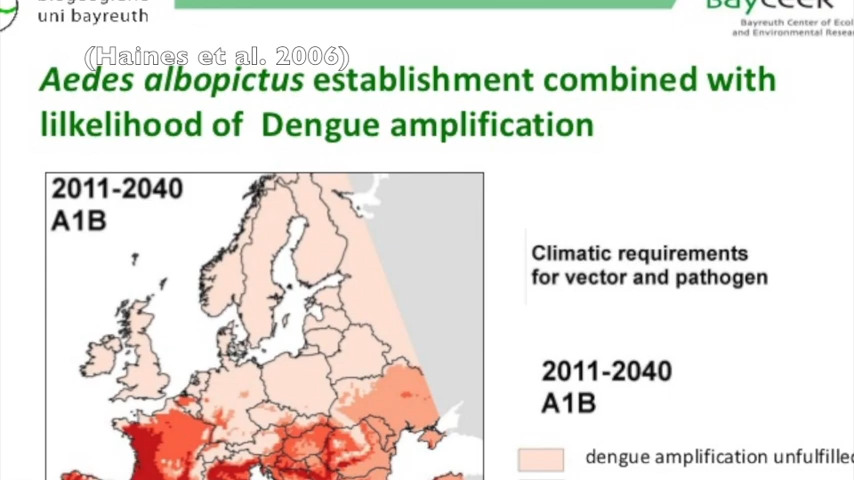 uni bayreuth
Bayreuth Center of Ecol
and Environmental Resear
(Haines et al. 2006)
Aedes albopictus establishment combined with
lilkelihood of Dengue amplification
2011-2040
A1B
Climatic requirements
for vector and pathogen
2011-2040
A1B
dengue amplification unfulfilled